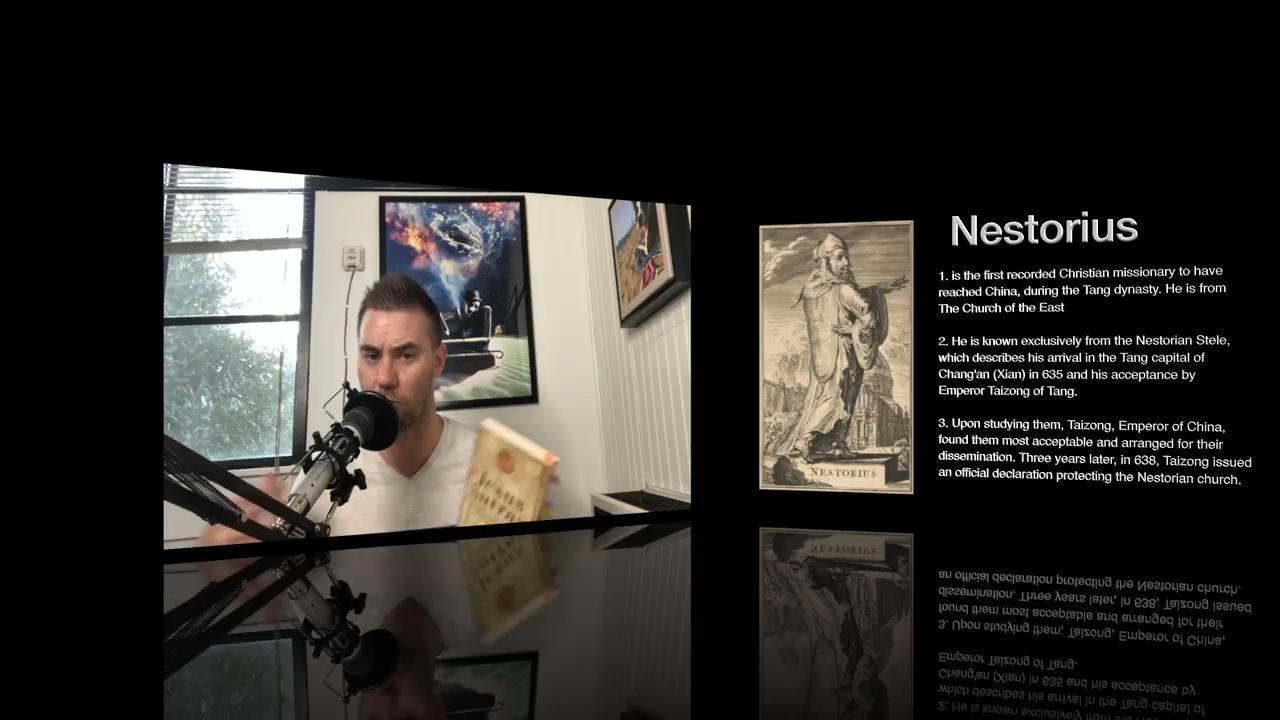 Nestorius
1. is the first recorded Christian missionary to have
reached China, during the Tang dynasty. He is from
The Church of the East
2. He is known exclusively from the Nestorian Stele,
which describes his arrival in the Tang capital of
Chang'an (Xian) in 635 and his acceptance by
Emperor Taizong of Tang.
3. Upon studying them, Taizong, Emperor of China,
found them most acceptable and arranged for their
dissemination. Three years later, in 638, Taizong issued
an official declaration protecting the Nestorian church.
NESTORIUS